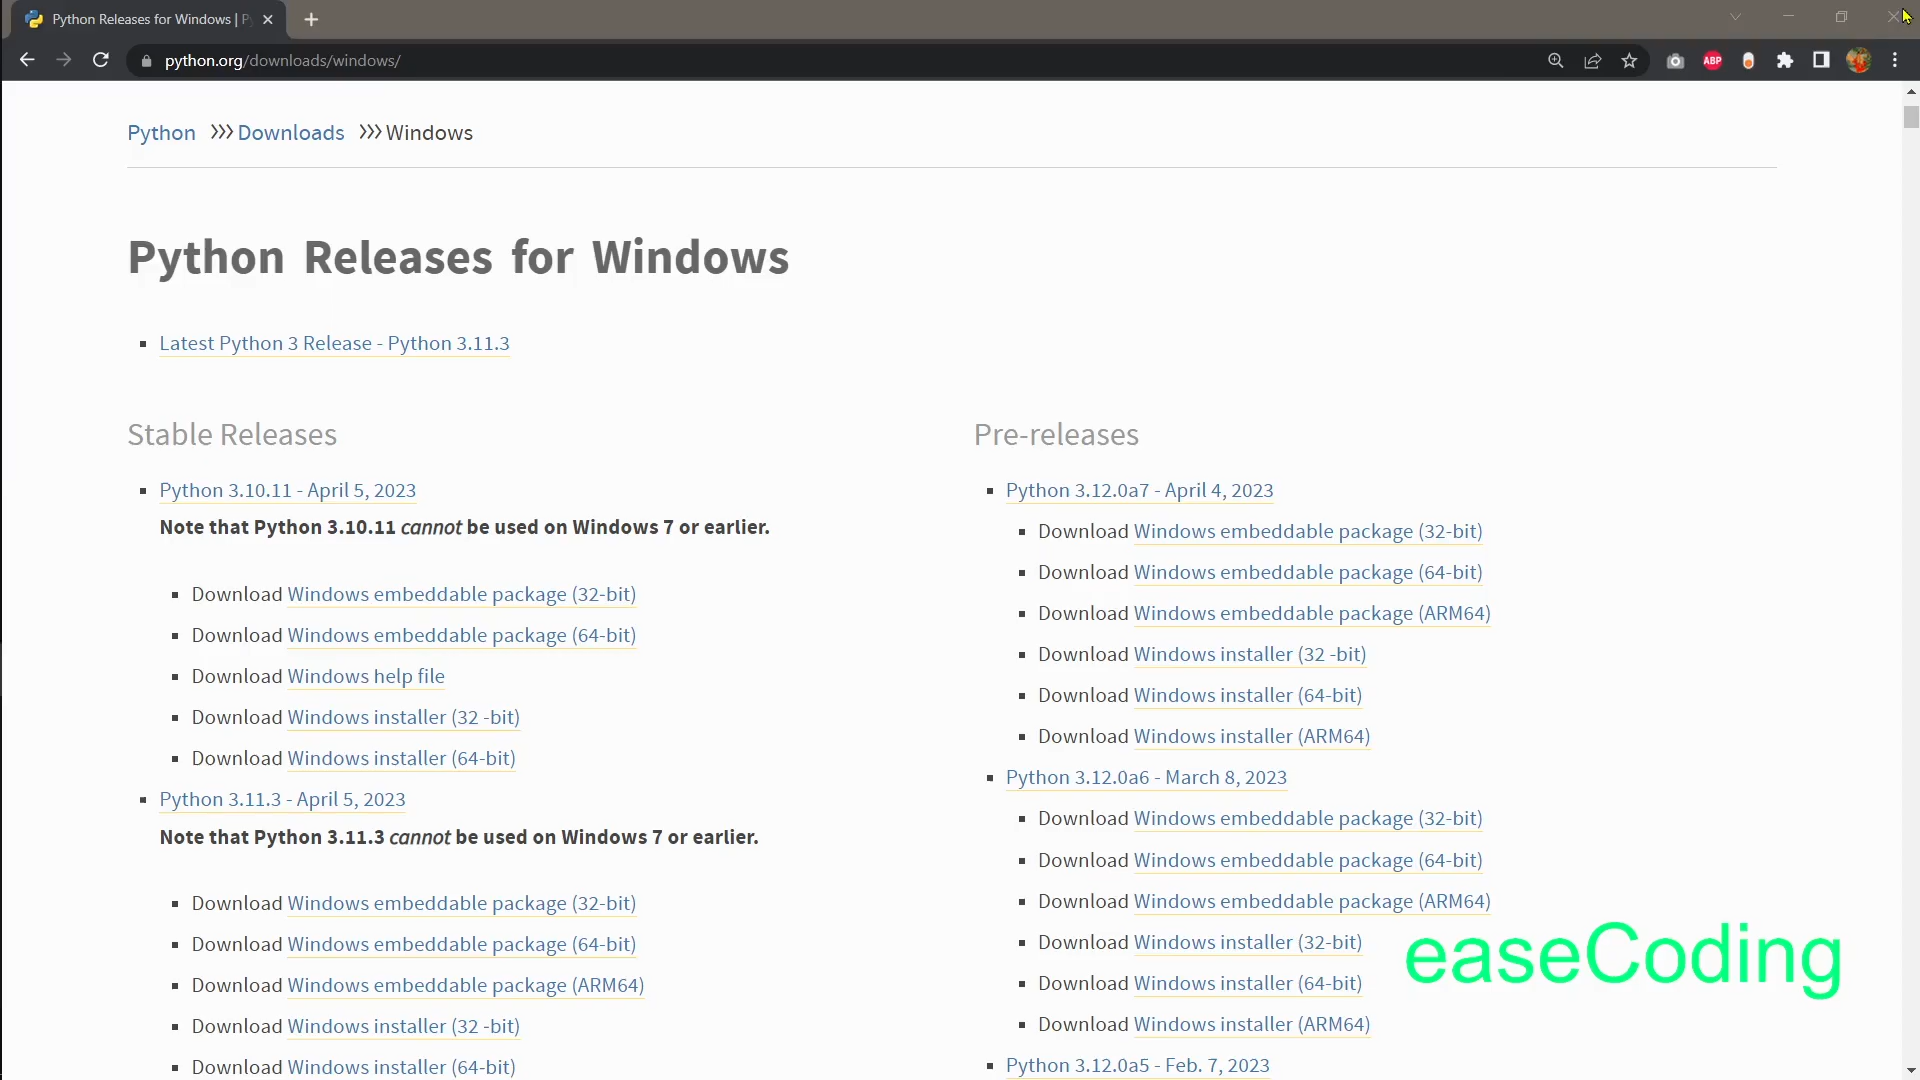 Python Releases for Windows | P
python.org/downloads/windows/
ABP
Python >>> Downloads >>> Windows
Python Releases for Windows
Latest Python 3 Release - Python 3.11.3
Stable Releases
Python 3.10.11 - April 5, 2023
Note that Python 3.10.11 cannot be used on Windows 7 or earlier.
Download Windows embeddable package (32-bit)
Download Windows embeddable package (64-bit)
Download Windows help file
Download Windows installer (32 -bit)
Download Windows installer (64-bit)
Python 3.11.3 - April 5, 2023
Note that Python 3.11.3 cannot be used on Windows 7 or earlier.
Download Windows embeddable package (32-bit)
Download Windows embeddable package (64-bit)
Download Windows embeddable package (ARM64)
Download Windows installer (32 -bit)
Download Windows installer (64-bit)
Pre-releases
Python 3.12.0a7 - April 4, 2023
Download Windows embeddable package (32-bit)
Download Windows embeddable package (64-bit)
Download Windows embeddable package (ARM64)
Download Windows installer (32 -bit)
Download Windows installer (64-bit)
Download Windows installer (ARM64)
Python 3.12.0a6 - March 8, 2023
Download Windows embeddable package (32-bit)
Download Windows embeddable package (64-bit)
Download Windows embeddable package (ARM64)
Download Windows installer (32-bit)
Download Windows installer (64-bit)
Download Windows installer (ARM64)
Python 3.12.0a5 - Feb. 7, 2023
easeCoding